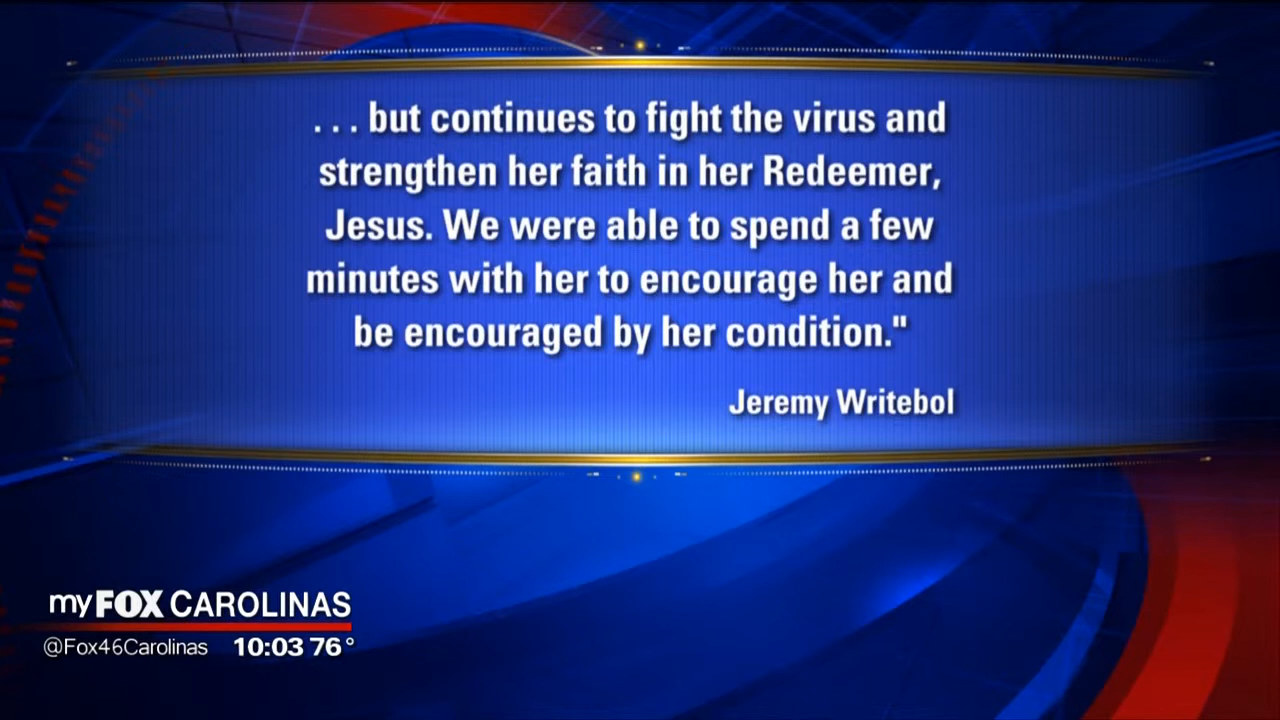 . . . but continues to fight the virus and
strengthen her faith in her Redeemer,
Jesus. We were able to spend a few
minutes with her to encourage her and
be encouraged by her condition."
Jeremy Writebol
myFOX CAROLINAS
@Fox46Carolinas 10:03 76°